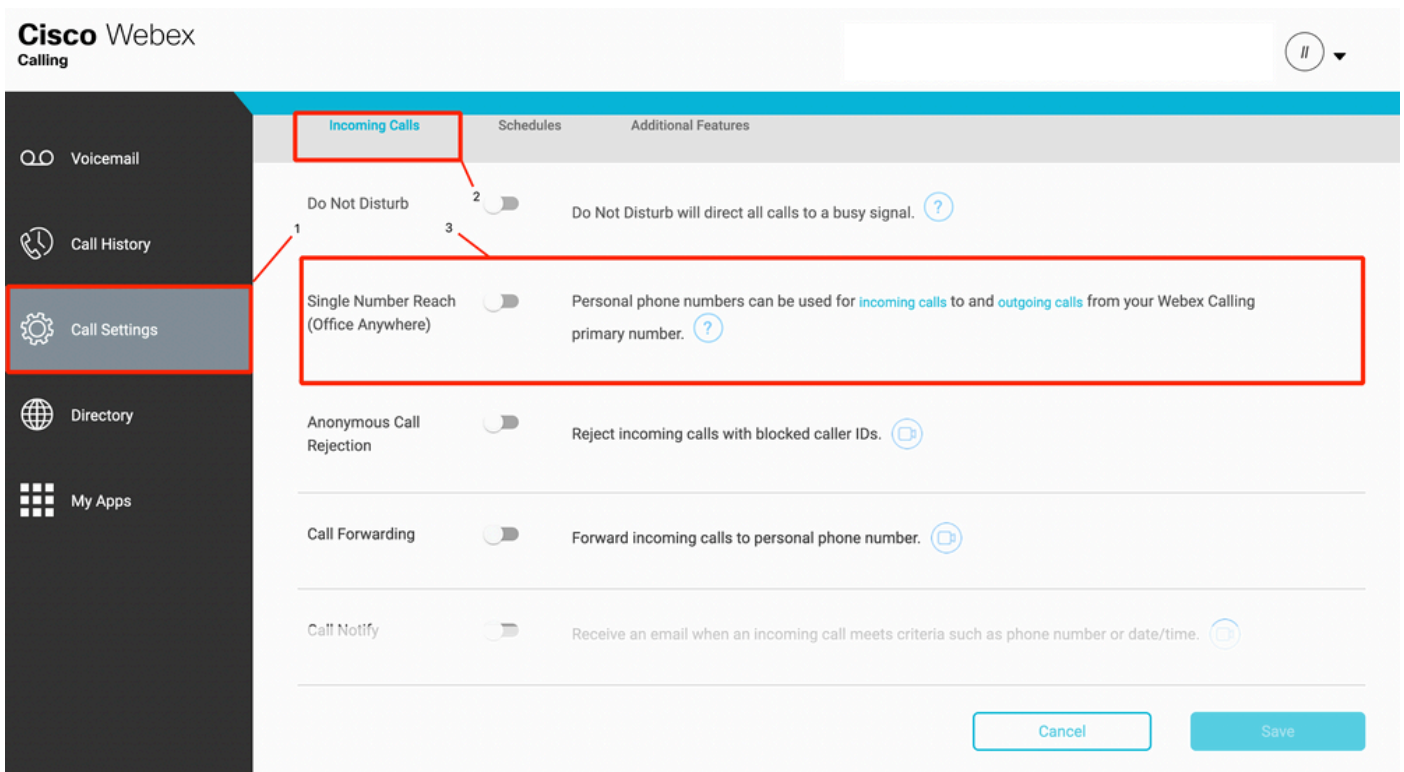 Cisco Webex
Calling
II
Incoming Calls Schedules Additional Features
Voicemail
Call History
Call Settings
Directory
My Apps
1
2
3
Do Not Disturb
Do Not Disturb will direct all calls to a busy signal. ?
Single Number Reach
(Office Anywhere)
Personal phone numbers can be used for incoming calls to and outgoing calls from your Webex Calling
primary number. ?
Anonymous Call
Rejection
Reject incoming calls with blocked caller IDs.
Call Forwarding
Forward incoming calls to personal phone number.
Call Notify
Receive an email when an incoming call meets criteria such as phone number or date/time.
Cancel
Save